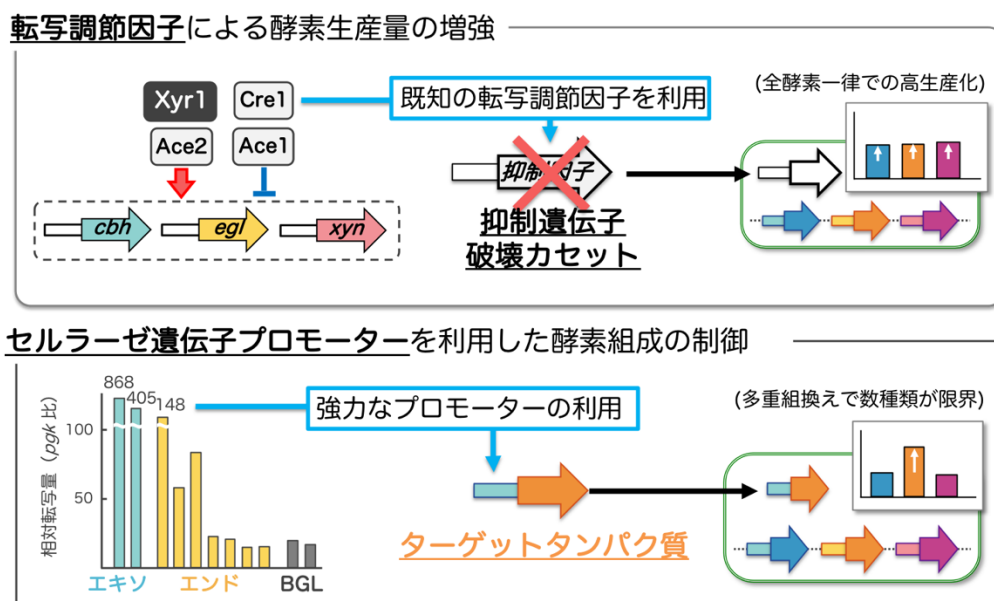 転写調節因子による酵素生産量の増強
Xyr1
Cre1
Ace2
Ace1
既知の転写調節因子を利用
(全酵素一律での高生産化)
抑制因子
抑制遺伝子
破壊カセット
cbh
egl
xyn
セルラーゼ遺伝子プロモーターを利用した酵素組成の制御
868
405
148
100
50
相対転写量（pgk 比）
エキソ
エンド
BGL
強力なプロモーターの利用
ターゲットタンパク質
(多重組換えで数種類が限界)